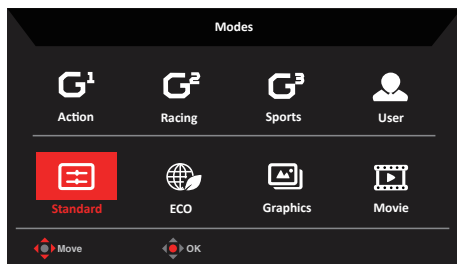 Modes
G¹ G² G³
Action Racing Sports User
Standard ECO Graphics Movie
Move OK